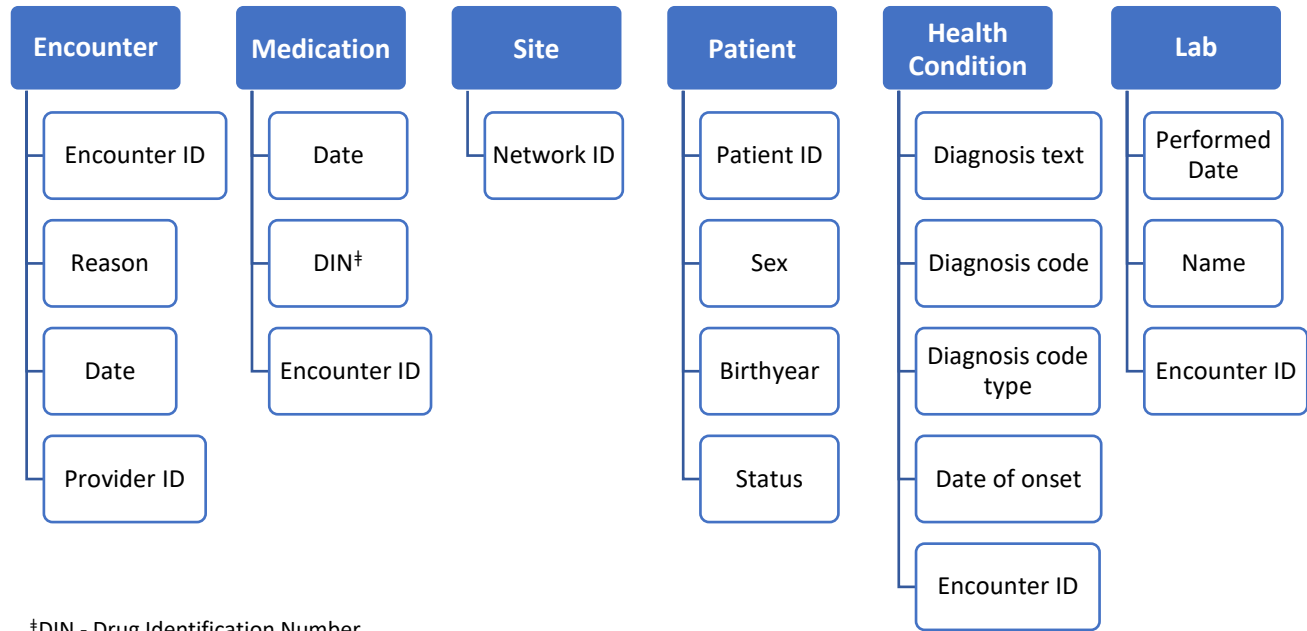 Encounter
Encounter ID
Reason
Date
Provider ID
Medication
Date
DIN‡
Encounter ID
Site
Network ID
Patient
Patient ID
Sex
Birthyear
Status
Health
Condition
Diagnosis text
Diagnosis code
Diagnosis code
type
Date of onset
Encounter ID
Lab
Performed
Date
Name
Encounter ID
‡DIN - Drug Identification Number